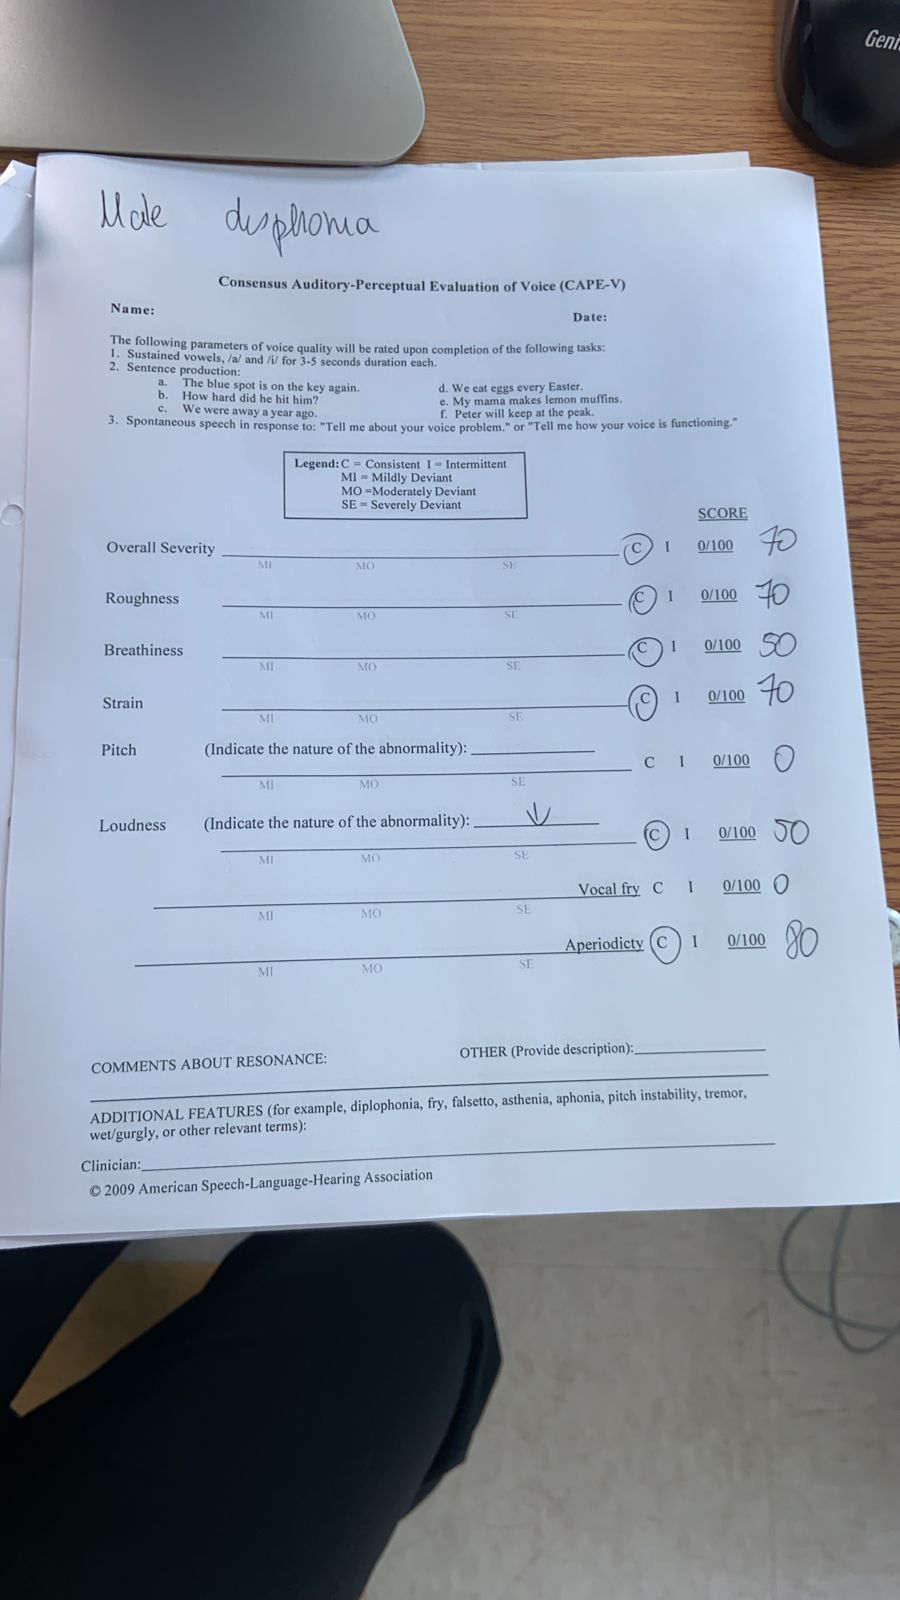 Geni
Male dysphonia
Consensus Auditory-Perceptual Evaluation of Voice (CAPE-V)
Name:
Date:
The following parameters of voice quality will be rated upon completion of the following tasks:
1. Sustained vowels, /a/ and /i/ for 3-5 seconds duration each.
2. Sentence production:
a. The blue spot is on the key again. d. We eat eggs every Easter.
b. How hard did he hit him? e. My mama makes lemon muffins.
c. We were away a year ago. f. Peter will keep at the peak.
3. Spontaneous speech in response to: "Tell me about your voice problem." or "Tell me how your voice is functioning."
Legend: C = Consistent I = Intermittent
MI = Mildly Deviant
MO =Moderately Deviant
SE = Severely Deviant
SCORE
Overall Severity C I 0/100 70
MI MO SE
Roughness C I 0/100 70
MI MO SE
Breathiness C I 0/100 50
MI MO SE
Strain C I 0/100 70
MI MO SE
Pitch (Indicate the nature of the abnormality):
C I 0/100 0
MI MO SE
Loudness (Indicate the nature of the abnormality): ↓
C I 0/100 50
MI MO SE
Vocal fry C I 0/100 0
MI MO SE
Aperiodicty C I 0/100 80
MI MO SE
COMMENTS ABOUT RESONANCE: OTHER (Provide description):
ADDITIONAL FEATURES (for example, diplophonia, fry, falsetto, asthenia, aphonia, pitch instability, tremor,
wet/gurgly, or other relevant terms):
Clinician:
© 2009 American Speech-Language-Hearing Association